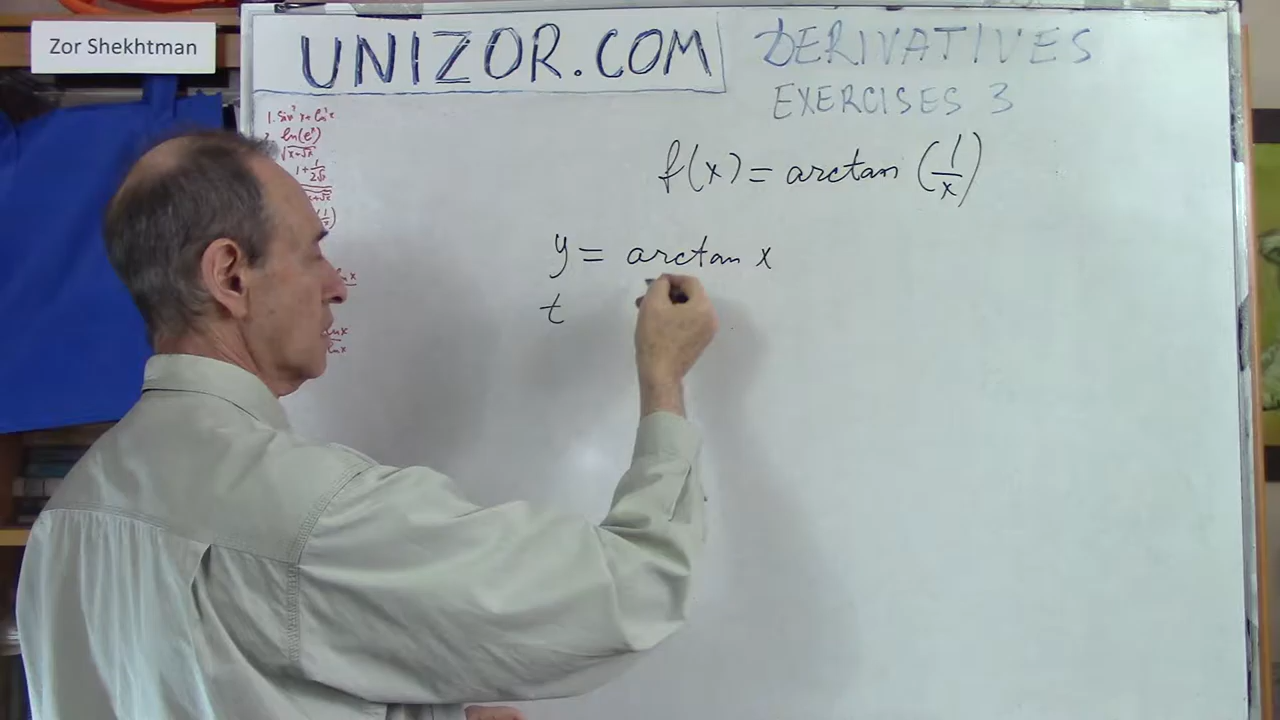 Zor Shekhtman
UNIZOR.COM
DERIVATIVES
EXERCISES 3
f(x) = arctan (1/x)
y = arctan x
t